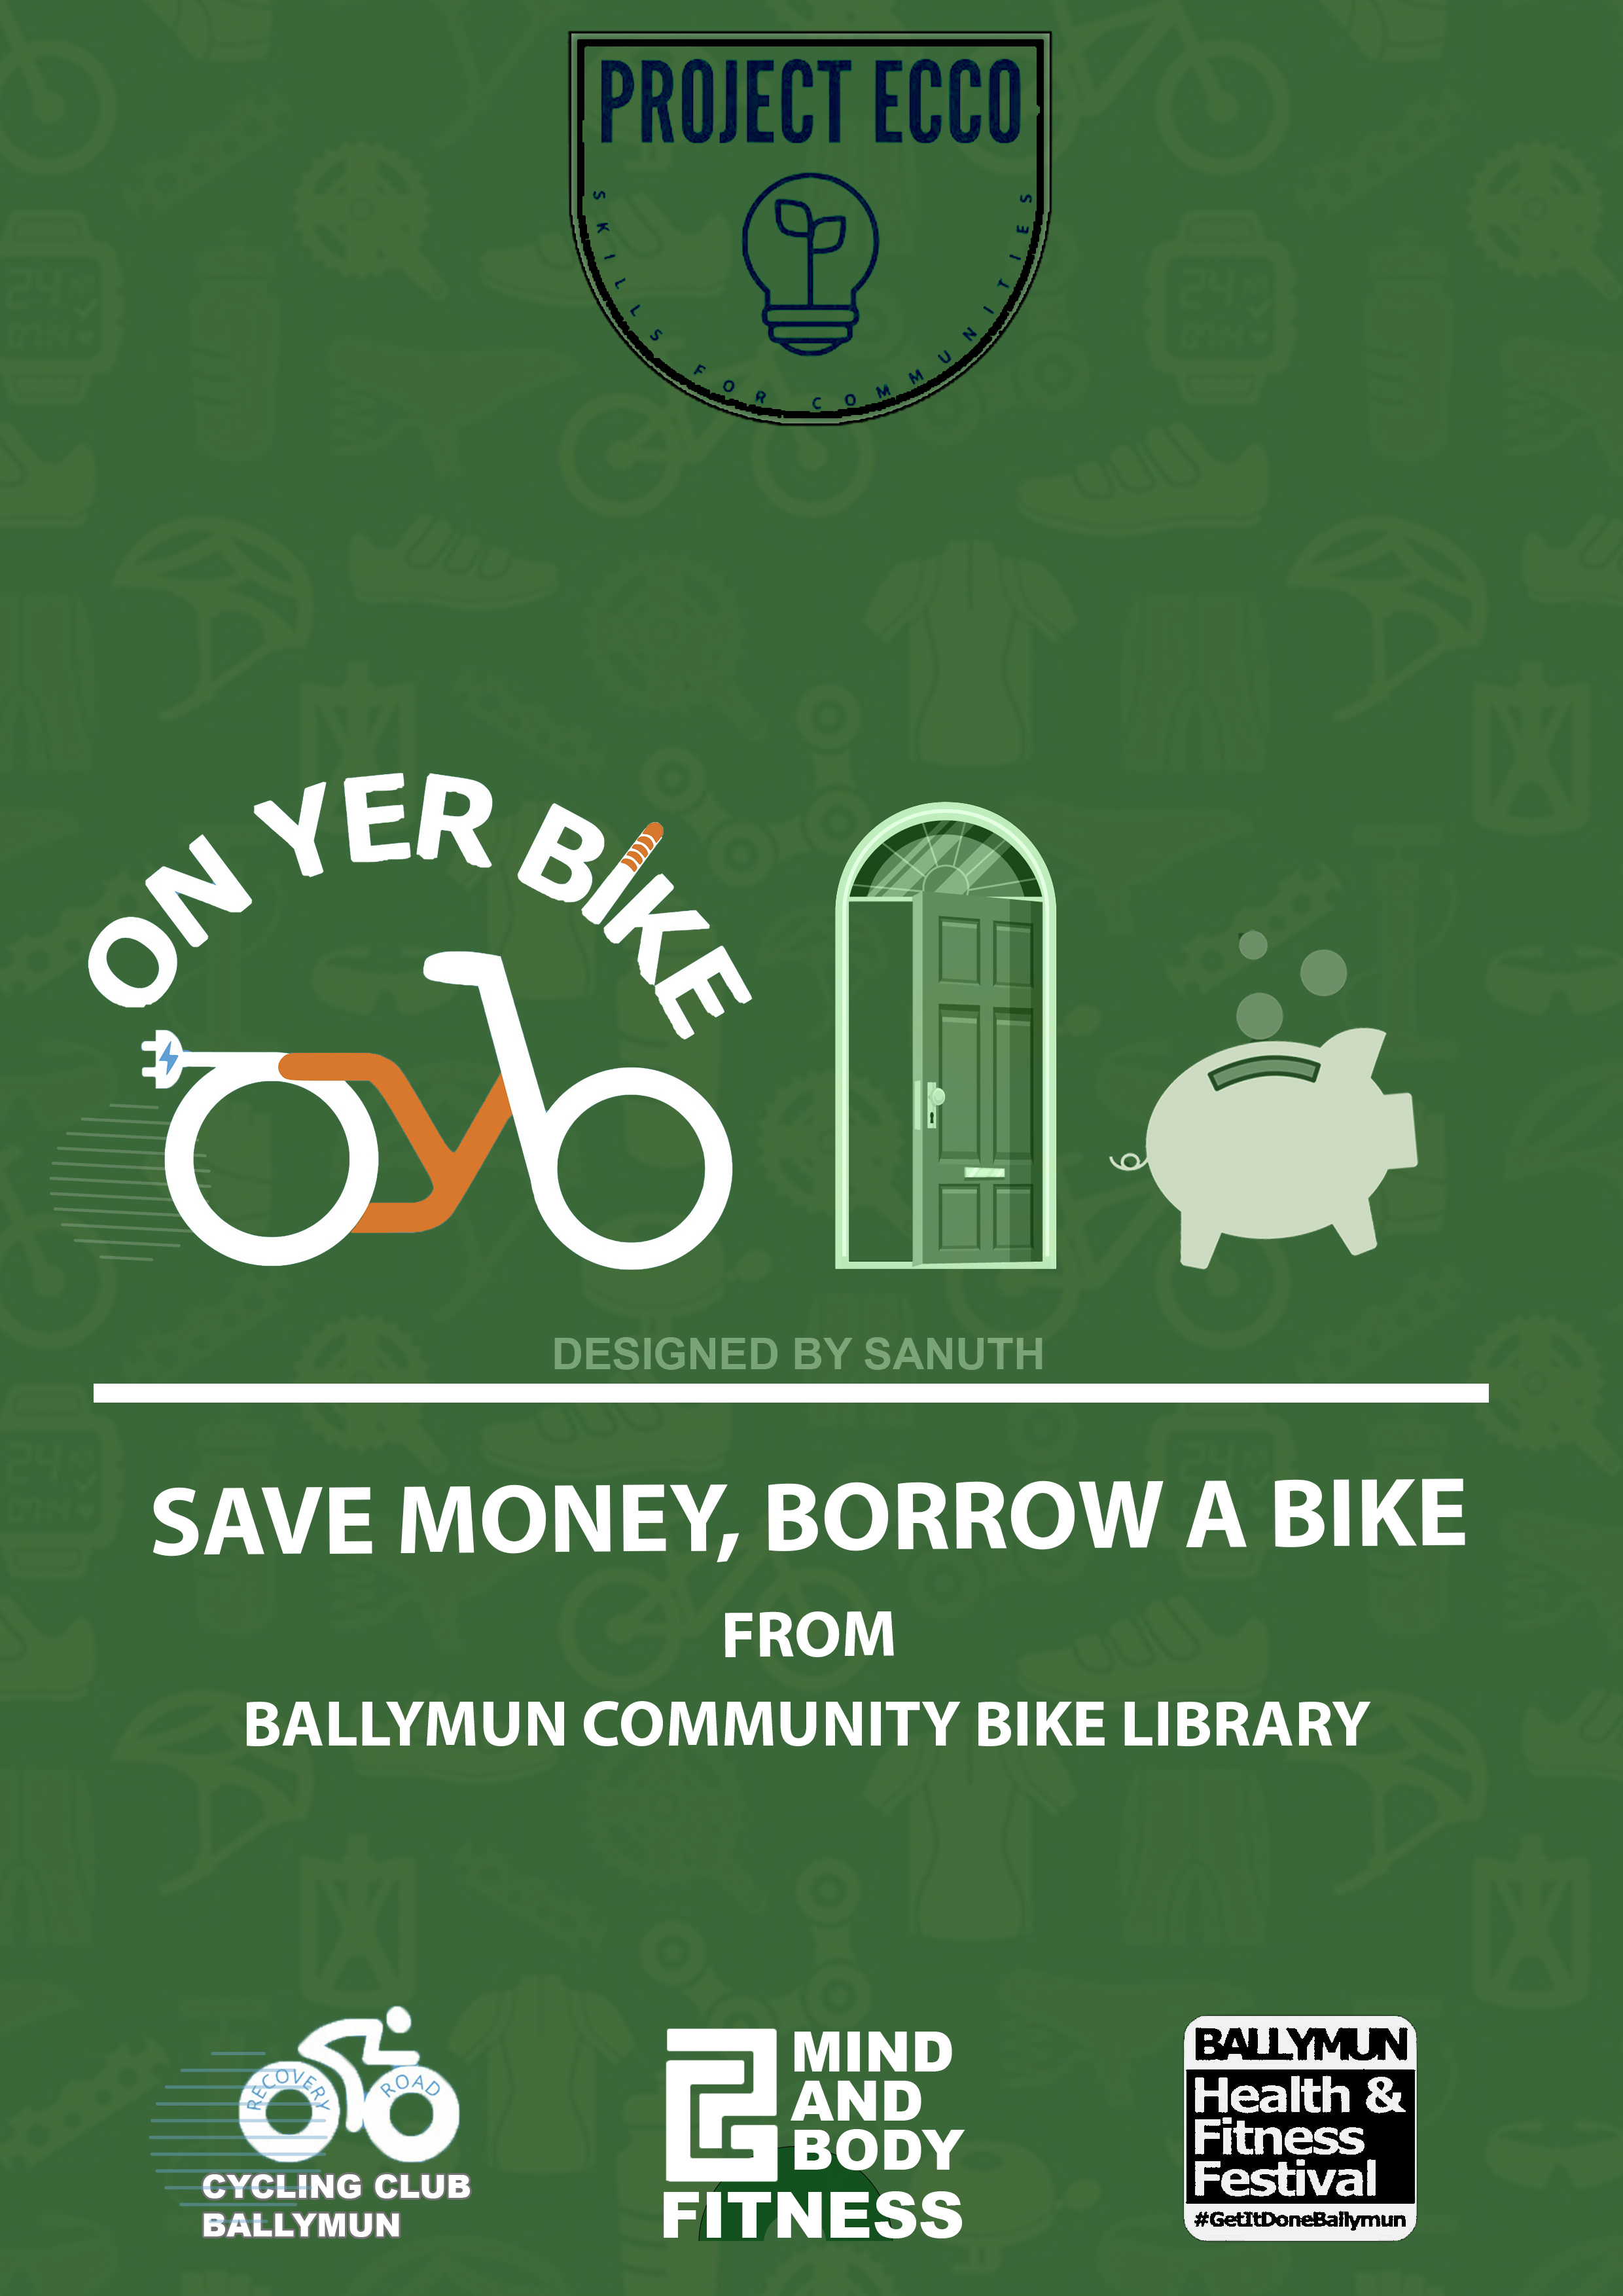 PROJECT ECCO
SKILLS FOR COMMUNITIES
ON YER BIKE
DESIGNED BY SANUTH
SAVE MONEY, BORROW A BIKE
FROM
BALLYMUN COMMUNITY BIKE LIBRARY
RECOVERY ROAD
CYCLING CLUB
BALLYMUN
MIND
AND
BODY
FITNESS
BALLYMUN
Health &
Fitness
Festival
#GetItDoneBallymun